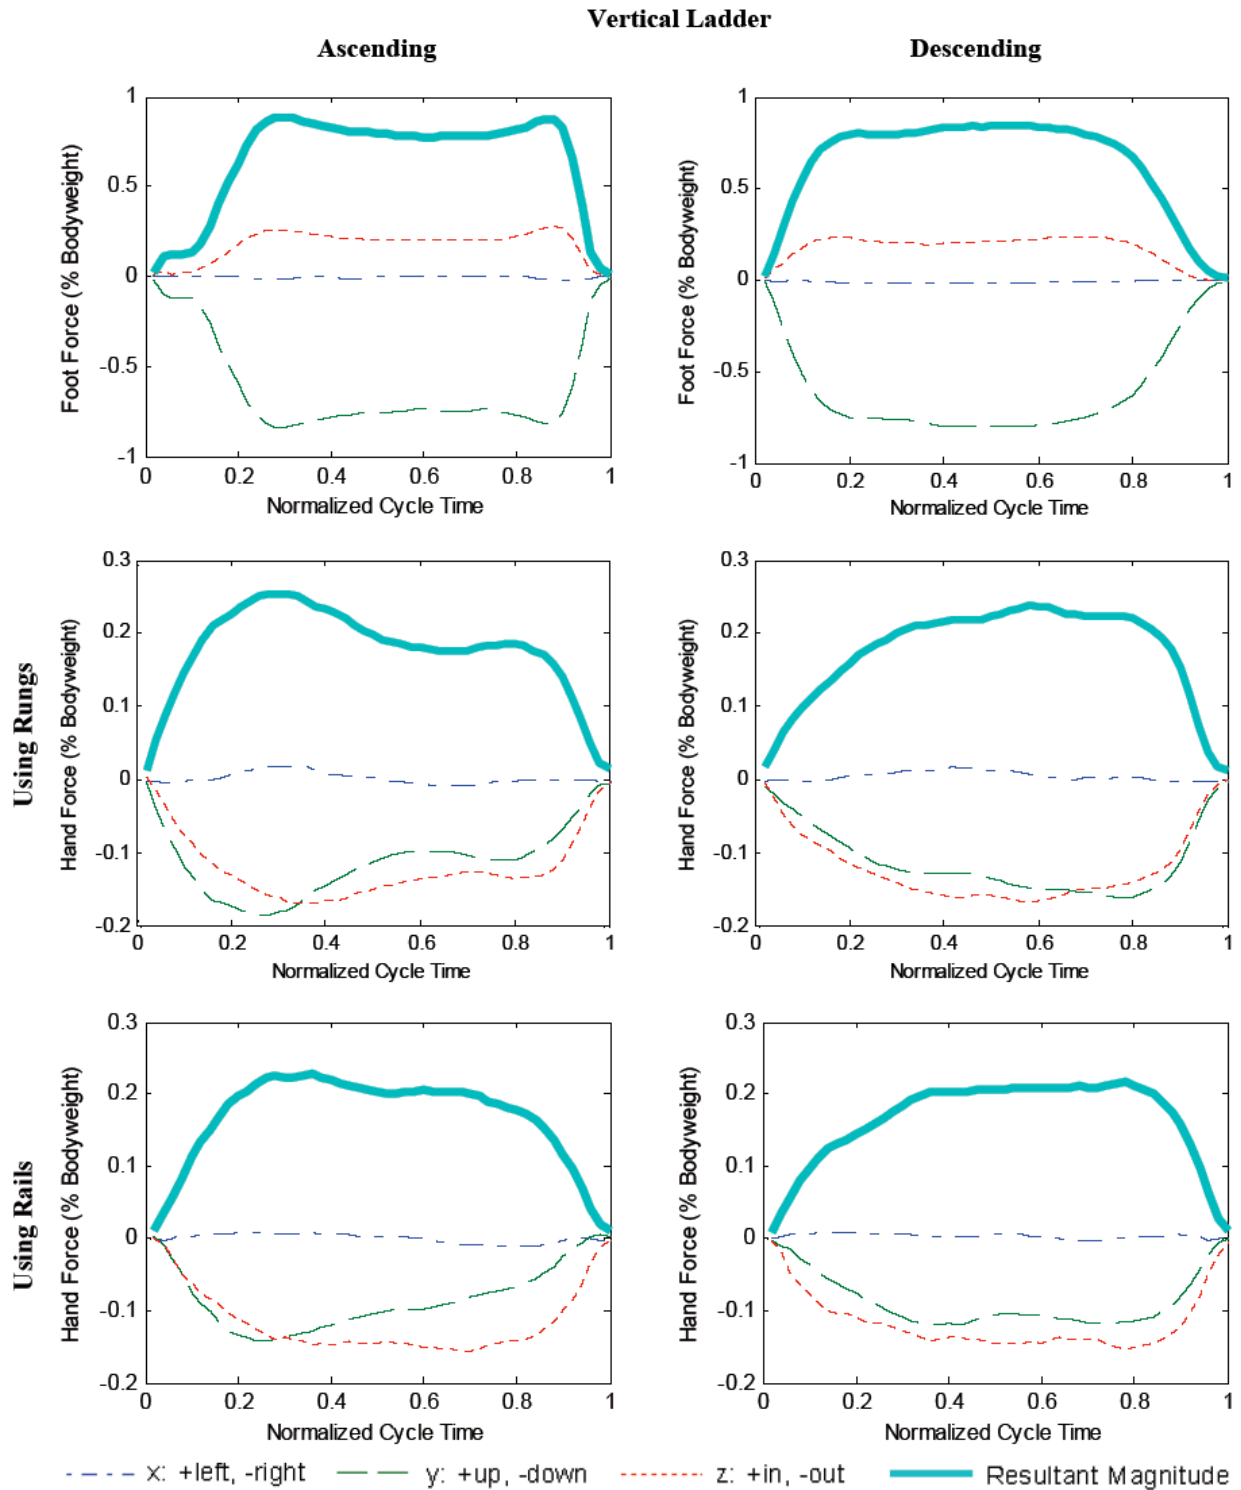 Vertical Ladder
Ascending
Descending
1
0.5
0
-0.5
-1
Foot Force (% Bodyweight)
0 0.2 0.4 0.6 0.8 1
Normalized Cycle Time
1
0.5
0
-0.5
-1
Foot Force (% Bodyweight)
0 0.2 0.4 0.6 0.8 1
Normalized Cycle Time
Using Rungs
0.3
0.2
0.1
0
-0.1
-0.2
Hand Force (% Bodyweight)
0 0.2 0.4 0.6 0.8 1
Normalized Cycle Time
0.3
0.2
0.1
0
-0.1
-0.2
Hand Force (% Bodyweight)
0 0.2 0.4 0.6 0.8 1
Normalized Cycle Time
Using Rails
0.3
0.2
0.1
0
-0.1
-0.2
Hand Force (% Bodyweight)
0 0.2 0.4 0.6 0.8 1
Normalized Cycle Time
0.3
0.2
0.1
0
-0.1
-0.2
Hand Force (% Bodyweight)
0 0.2 0.4 0.6 0.8 1
Normalized Cycle Time
x: +left, -right y: +up, -down z: +in, -out Resultant Magnitude